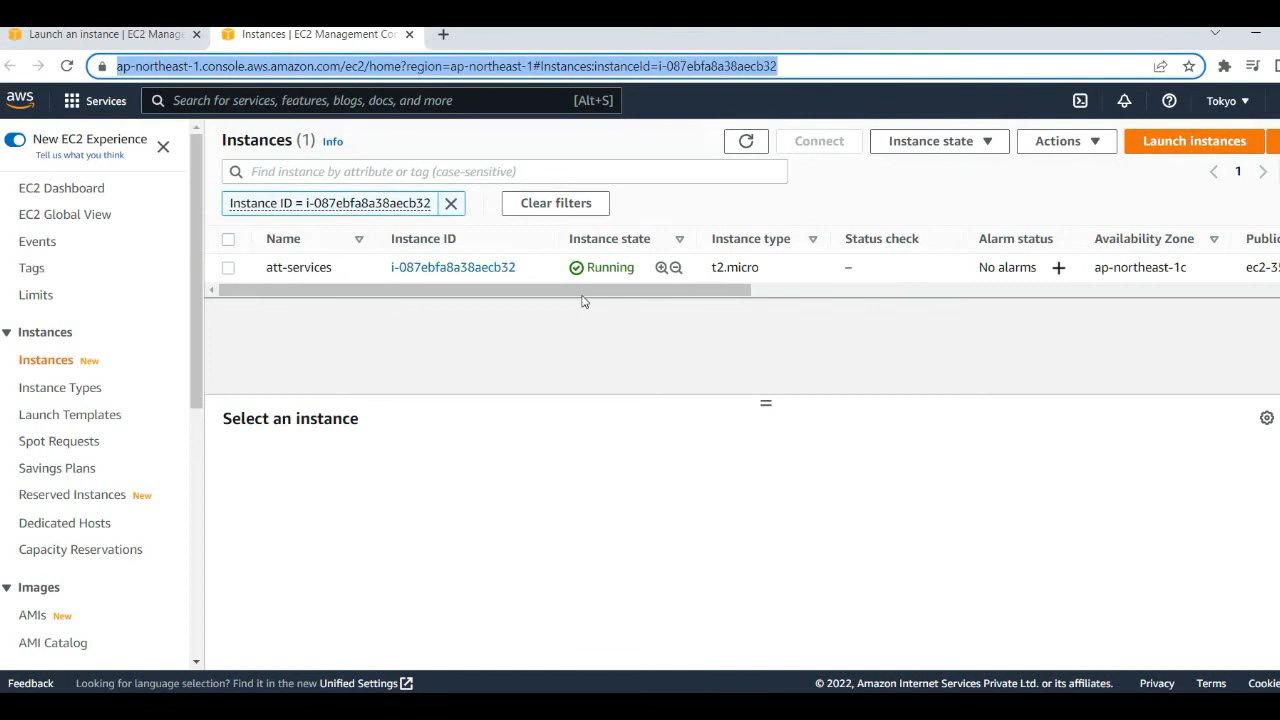 Launch an instance | EC2 Manage
Instances | EC2 Management Con
ap-northeast-1.console.aws.amazon.com/ec2/home?region=ap-northeast-1#Instances:instanceId=i-087ebfa8a38aecb32
aws
Services
Search for services, features, blogs, docs, and more
[Alt+S]
Tokyo
New EC2 Experience
Tell us what you think
EC2 Dashboard
EC2 Global View
Events
Tags
Limits
Instances
Instances New
Instance Types
Launch Templates
Spot Requests
Savings Plans
Reserved Instances New
Dedicated Hosts
Capacity Reservations
Images
AMIs New
AMI Catalog
Instances (1) Info
Connect
Instance state
Actions
Launch instances
Find instance by attribute or tag (case-sensitive)
1
Instance ID = i-087ebfa8a38aecb32
Clear filters
Name Instance ID Instance state Instance type Status check Alarm status Availability Zone Public
att-services i-087ebfa8a38aecb32 Running t2.micro – No alarms + ap-northeast-1c ec2-35
Select an instance
Feedback Looking for language selection? Find it in the new Unified Settings © 2022, Amazon Internet Services Private Ltd. or its affiliates. Privacy Terms Cookie